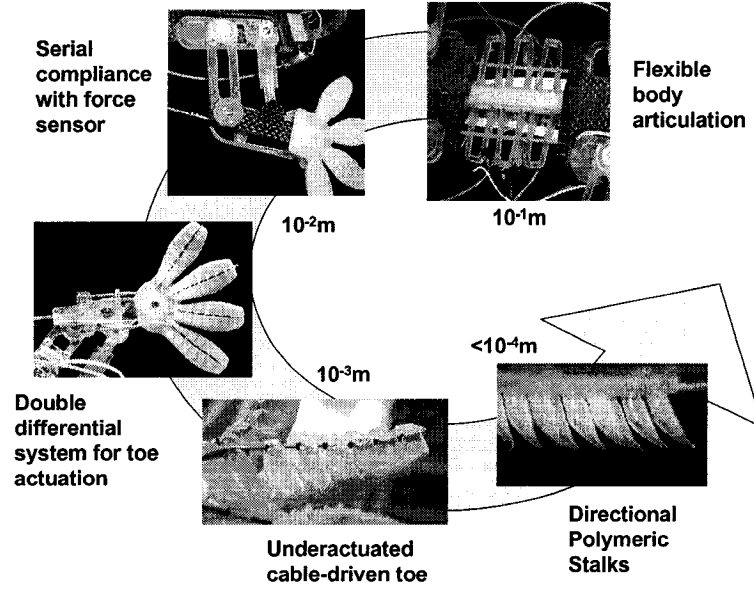 Serial
compliance
with force
sensor
Flexible
body
articulation
10-2m
10-1m
10-3m
<10-4m
Double
differential
system for toe
actuation
Underactuated
cable-driven toe
Directional
Polymeric
Stalks